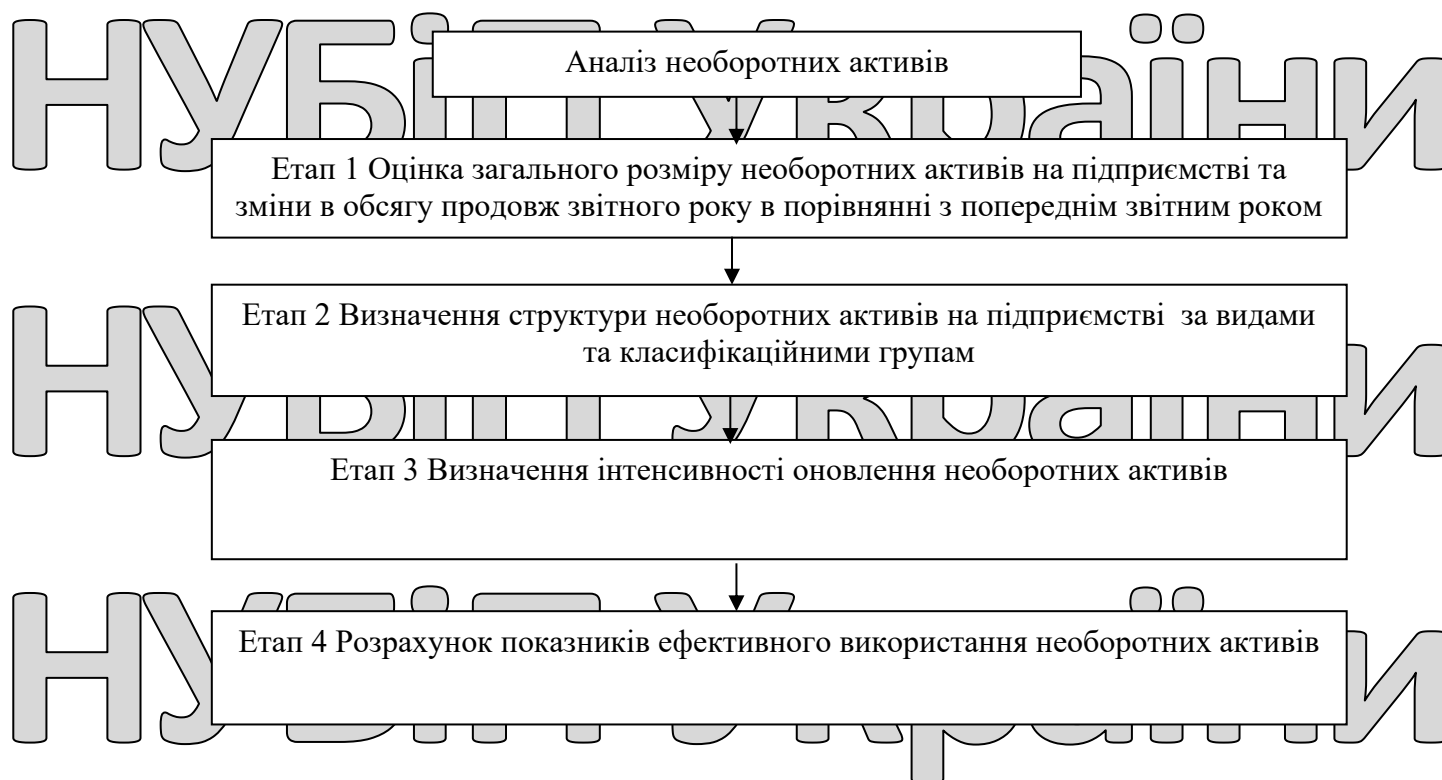 НУБіП України
Аналіз необоротних активів
Етап 1 Оцінка загального розміру необоротних активів на підприємстві та
зміни в обсягу продовж звітного року в порівнянні з попереднім звітним роком
НУБіП України
Етап 2 Визначення структури необоротних активів на підприємстві за видами
та класифікаційними групам
Етап 3 Визначення інтенсивності оновлення необоротних активів
НУБіП України
Етап 4 Розрахунок показників ефективного використання необоротних активів